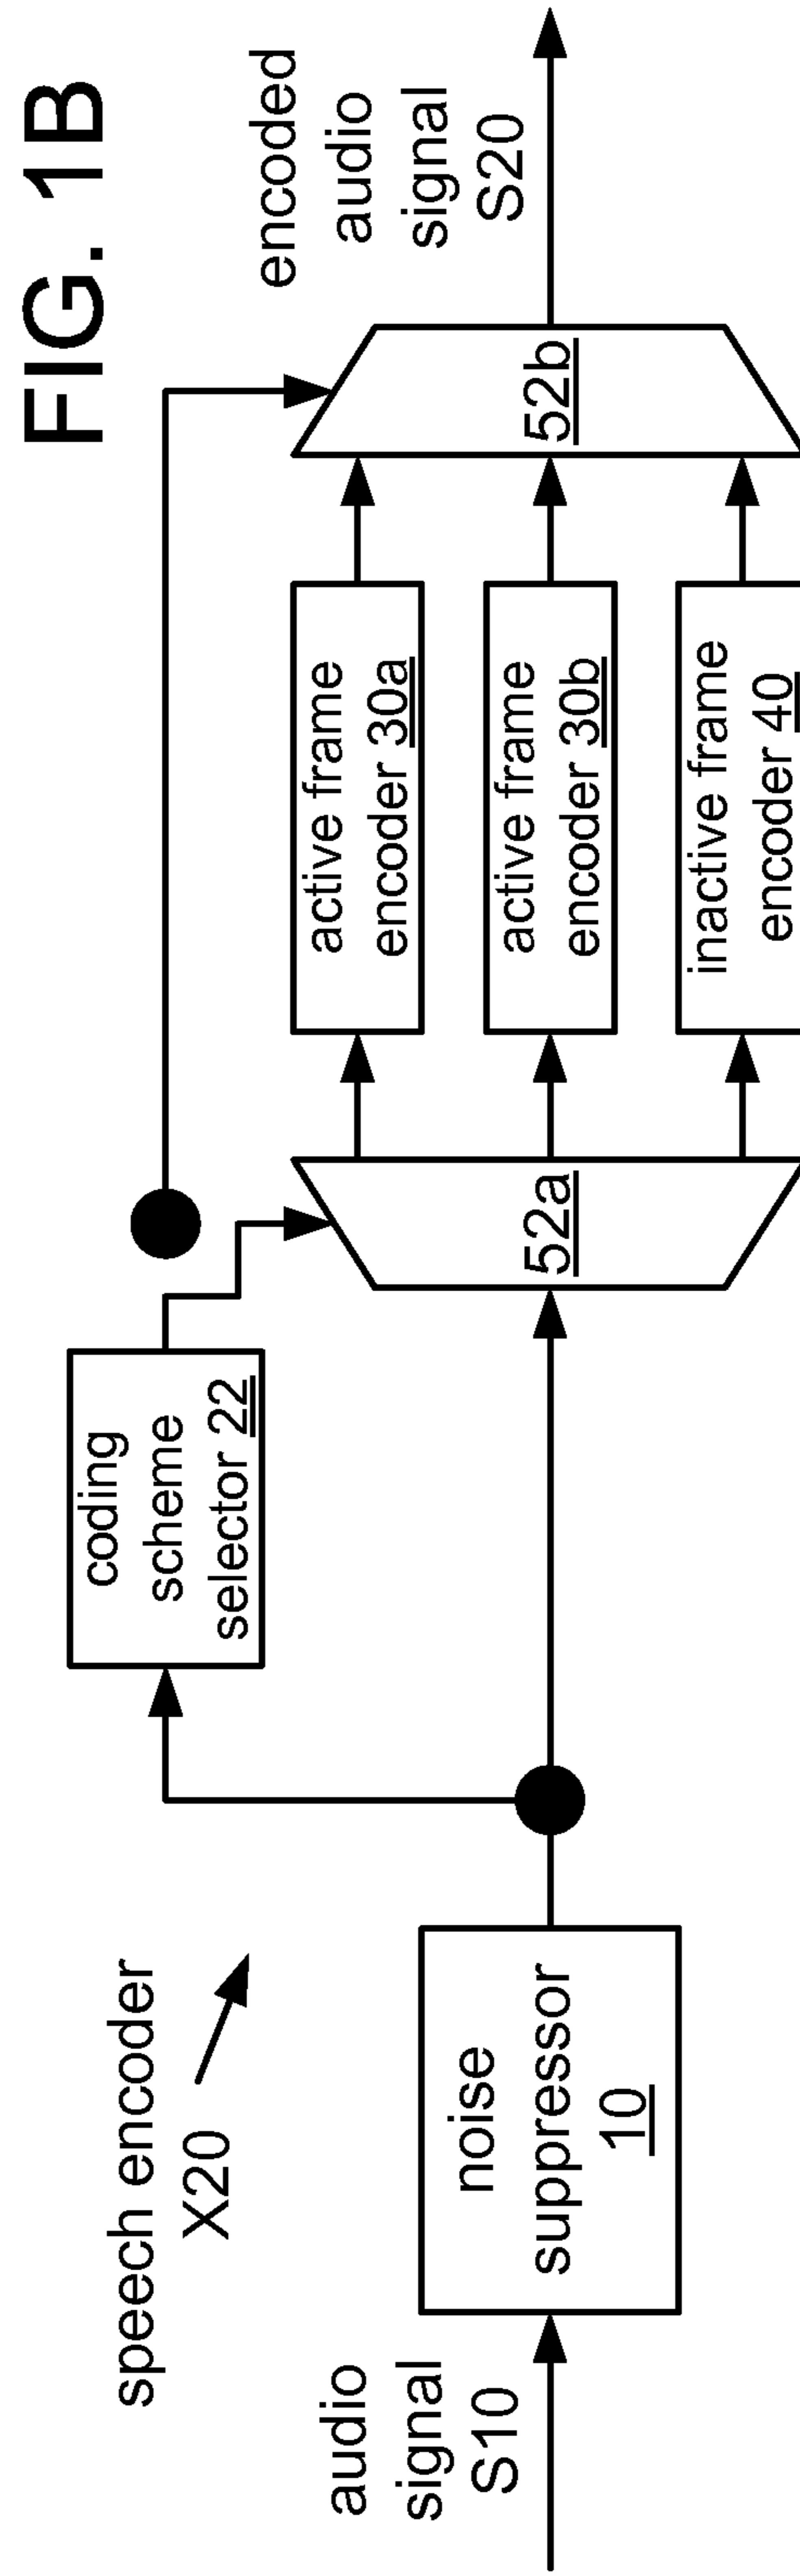 FIG. 1B
speech encoder
X20
audio
signal
S10
noise
suppressor
10
coding
scheme
selector 22
52a
active frame
encoder 30a
active frame
encoder 30b
inactive frame
encoder 40
52b
encoded
audio
signal
S20